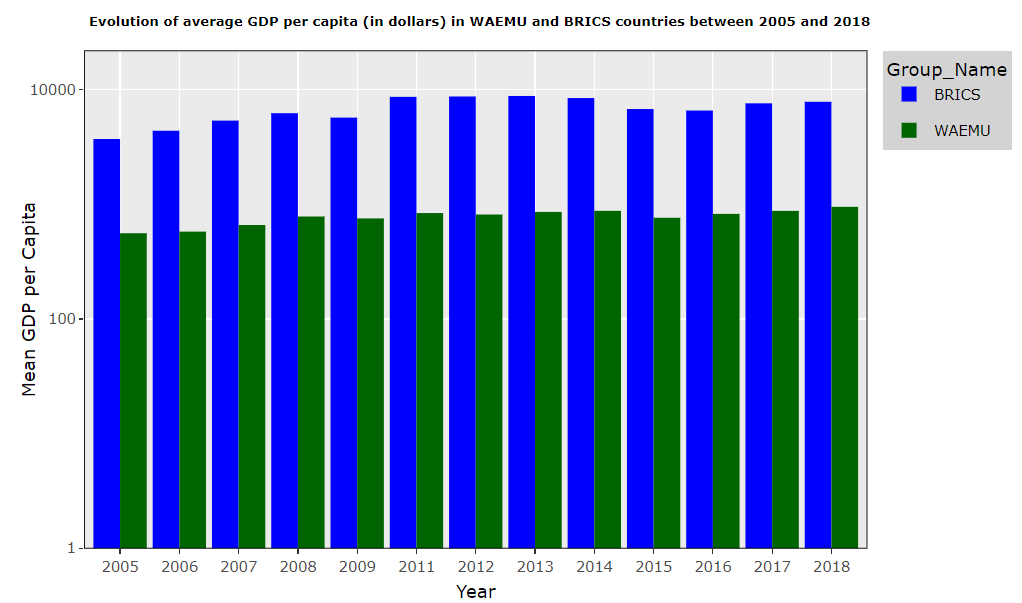 Evolution of average GDP per capita (in dollars) in WAEMU and BRICS countries between 2005 and 2018
Group_Name
BRICS
WAEMU
Mean GDP per Capita
10000
100
1
2005 2006 2007 2008 2009 2011 2012 2013 2014 2015 2016 2017 2018
Year